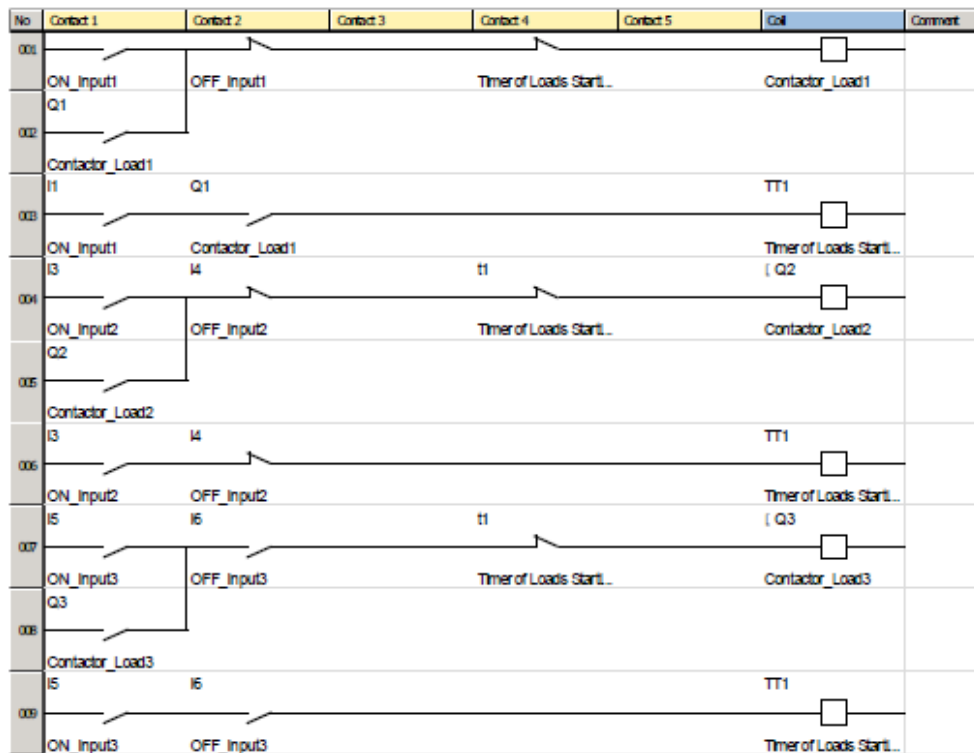 No Contact 1 Contact 2 Contact 3 Contact 4 Contact 5 Coil Comment
001
ON_Input1 OFF_Input1 Timer of Loads Starti... Contactor_Load1
Q1
002
Contactor_Load1
I1 Q1 TT1
003
ON_Input1 Contactor_Load1 Timer of Loads Starti...
I3 I4 t1 [ Q2
004
ON_Input2 OFF_Input2 Timer of Loads Starti... Contactor_Load2
Q2
005
Contactor_Load2
I3 I4 TT1
006
ON_Input2 OFF_Input2 Timer of Loads Starti...
I5 I6 t1 [ Q3
007
ON_Input3 OFF_Input3 Timer of Loads Starti... Contactor_Load3
Q3
008
Contactor_Load3
I5 I6 TT1
009
ON_Input3 OFF_Input3 Timer of Loads Starti...